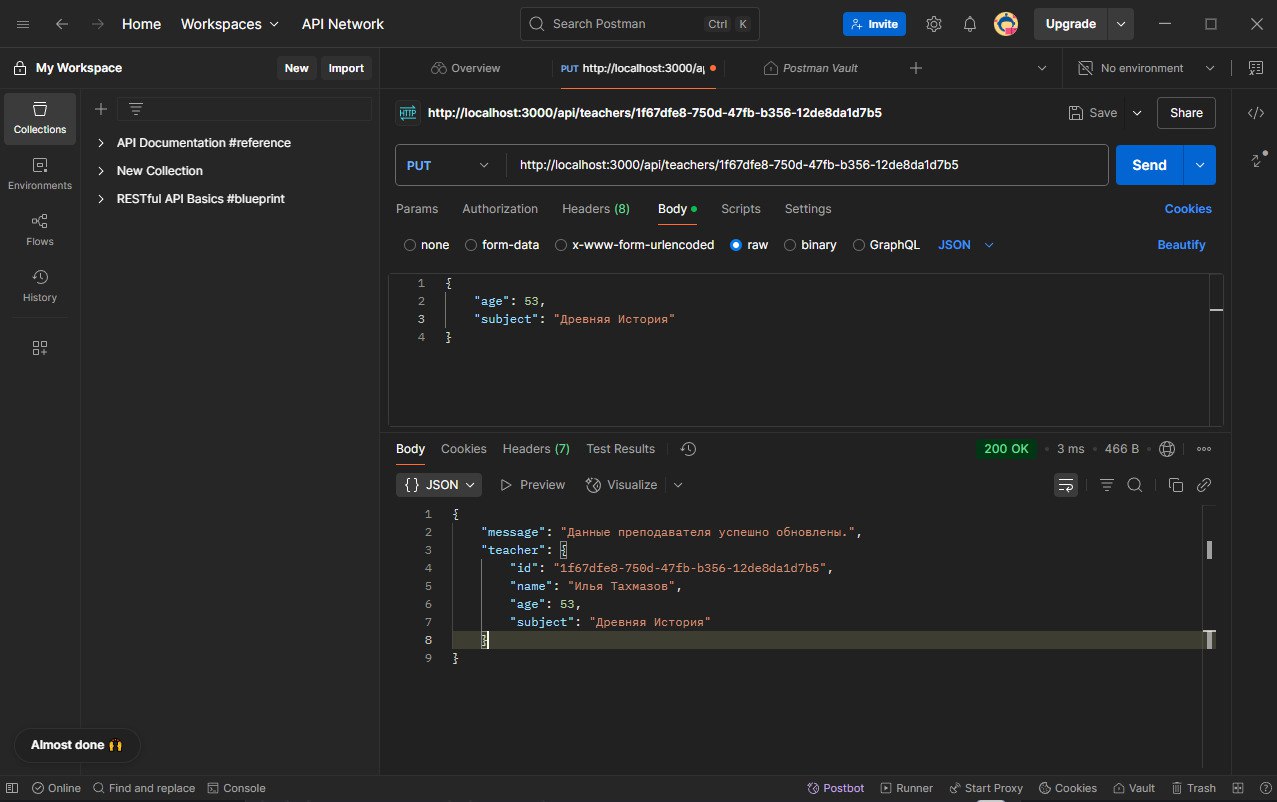 Home Workspaces API Network Search Postman Ctrl K Invite Upgrade
My Workspace New Import Overview PUT http://localhost:3000/a Postman Vault No environment
Collections
Environments
Flows
History
API Documentation #reference
New Collection
RESTful API Basics #blueprint
HTTP http://localhost:3000/api/teachers/1f67dfe8-750d-47fb-b356-12de8da1d7b5 Save Share
PUT http://localhost:3000/api/teachers/1f67dfe8-750d-47fb-b356-12de8da1d7b5 Send
Params Authorization Headers (8) Body Scripts Settings Cookies
none form-data x-www-form-urlencoded raw binary GraphQL JSON Beautify
1 {
2 "age": 53,
3 "subject": "Древняя История"
4 }
Body Cookies Headers (7) Test Results 200 OK • 3 ms • 466 B •
{} JSON Preview Visualize
1 {
2 "message": "Данные преподавателя успешно обновлены.",
3 "teacher": {
4 "id": "1f67dfe8-750d-47fb-b356-12de8da1d7b5",
5 "name": "Илья Тахмазов",
6 "age": 53,
7 "subject": "Древняя История"
8 }
9 }
Almost done 🙌
Online Find and replace Console Postbot Runner Start Proxy Cookies Vault Trash